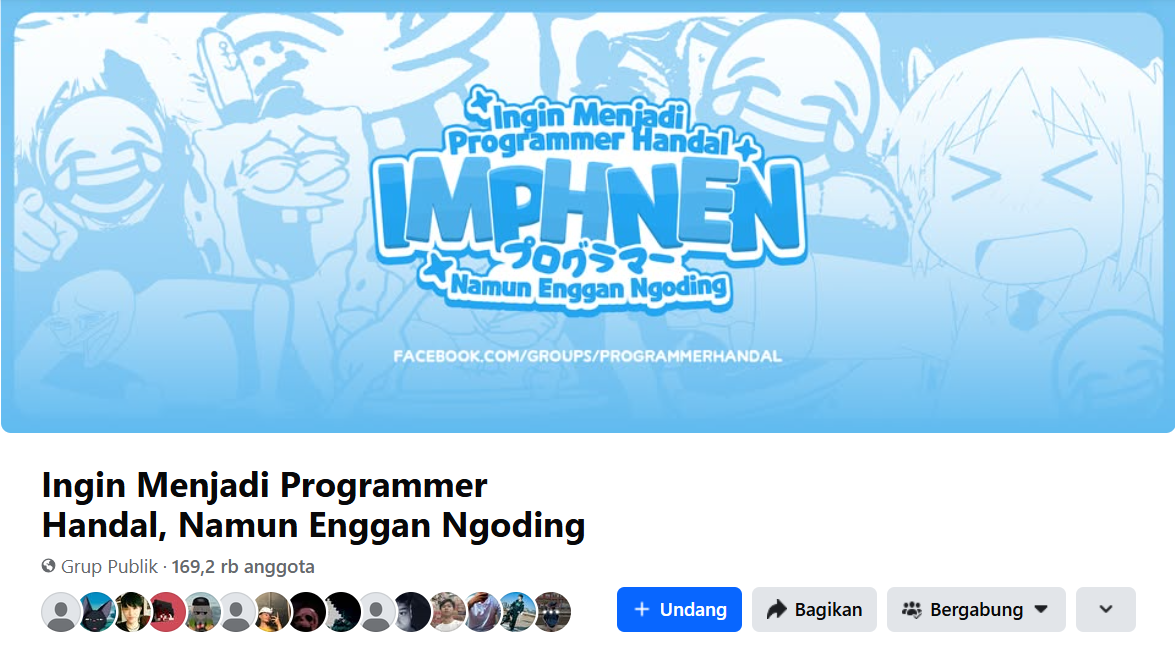 Ingin Menjadi
Programmer Handal
IMPHNEN
プログラマー
Namun Enggan Ngoding
FACEBOOK.COM/GROUPS/PROGRAMMERHANDAL
Ingin Menjadi Programmer
Handal, Namun Enggan Ngoding
Grup Publik · 169,2 rb anggota
+ Undang
Bagikan
Bergabung